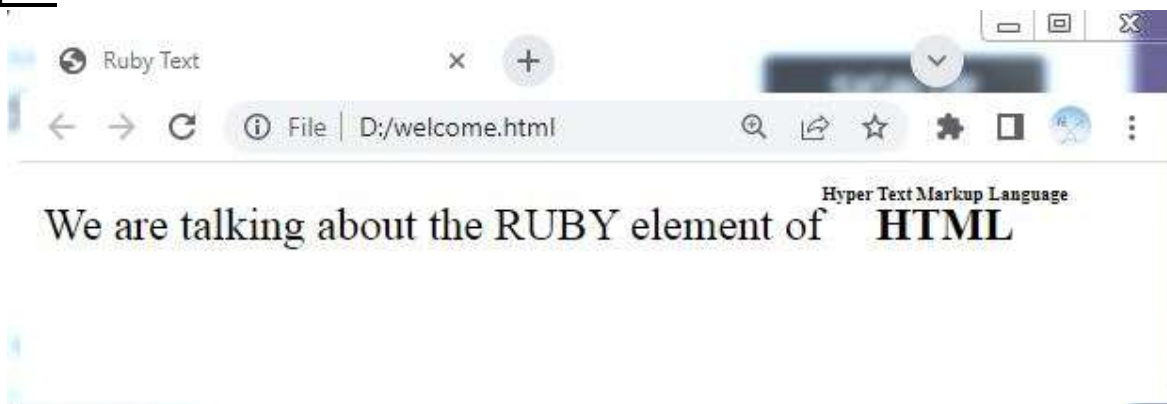 Ruby Text
File D:/welcome.html
Hyper Text Markup Language
We are talking about the RUBY element of HTML